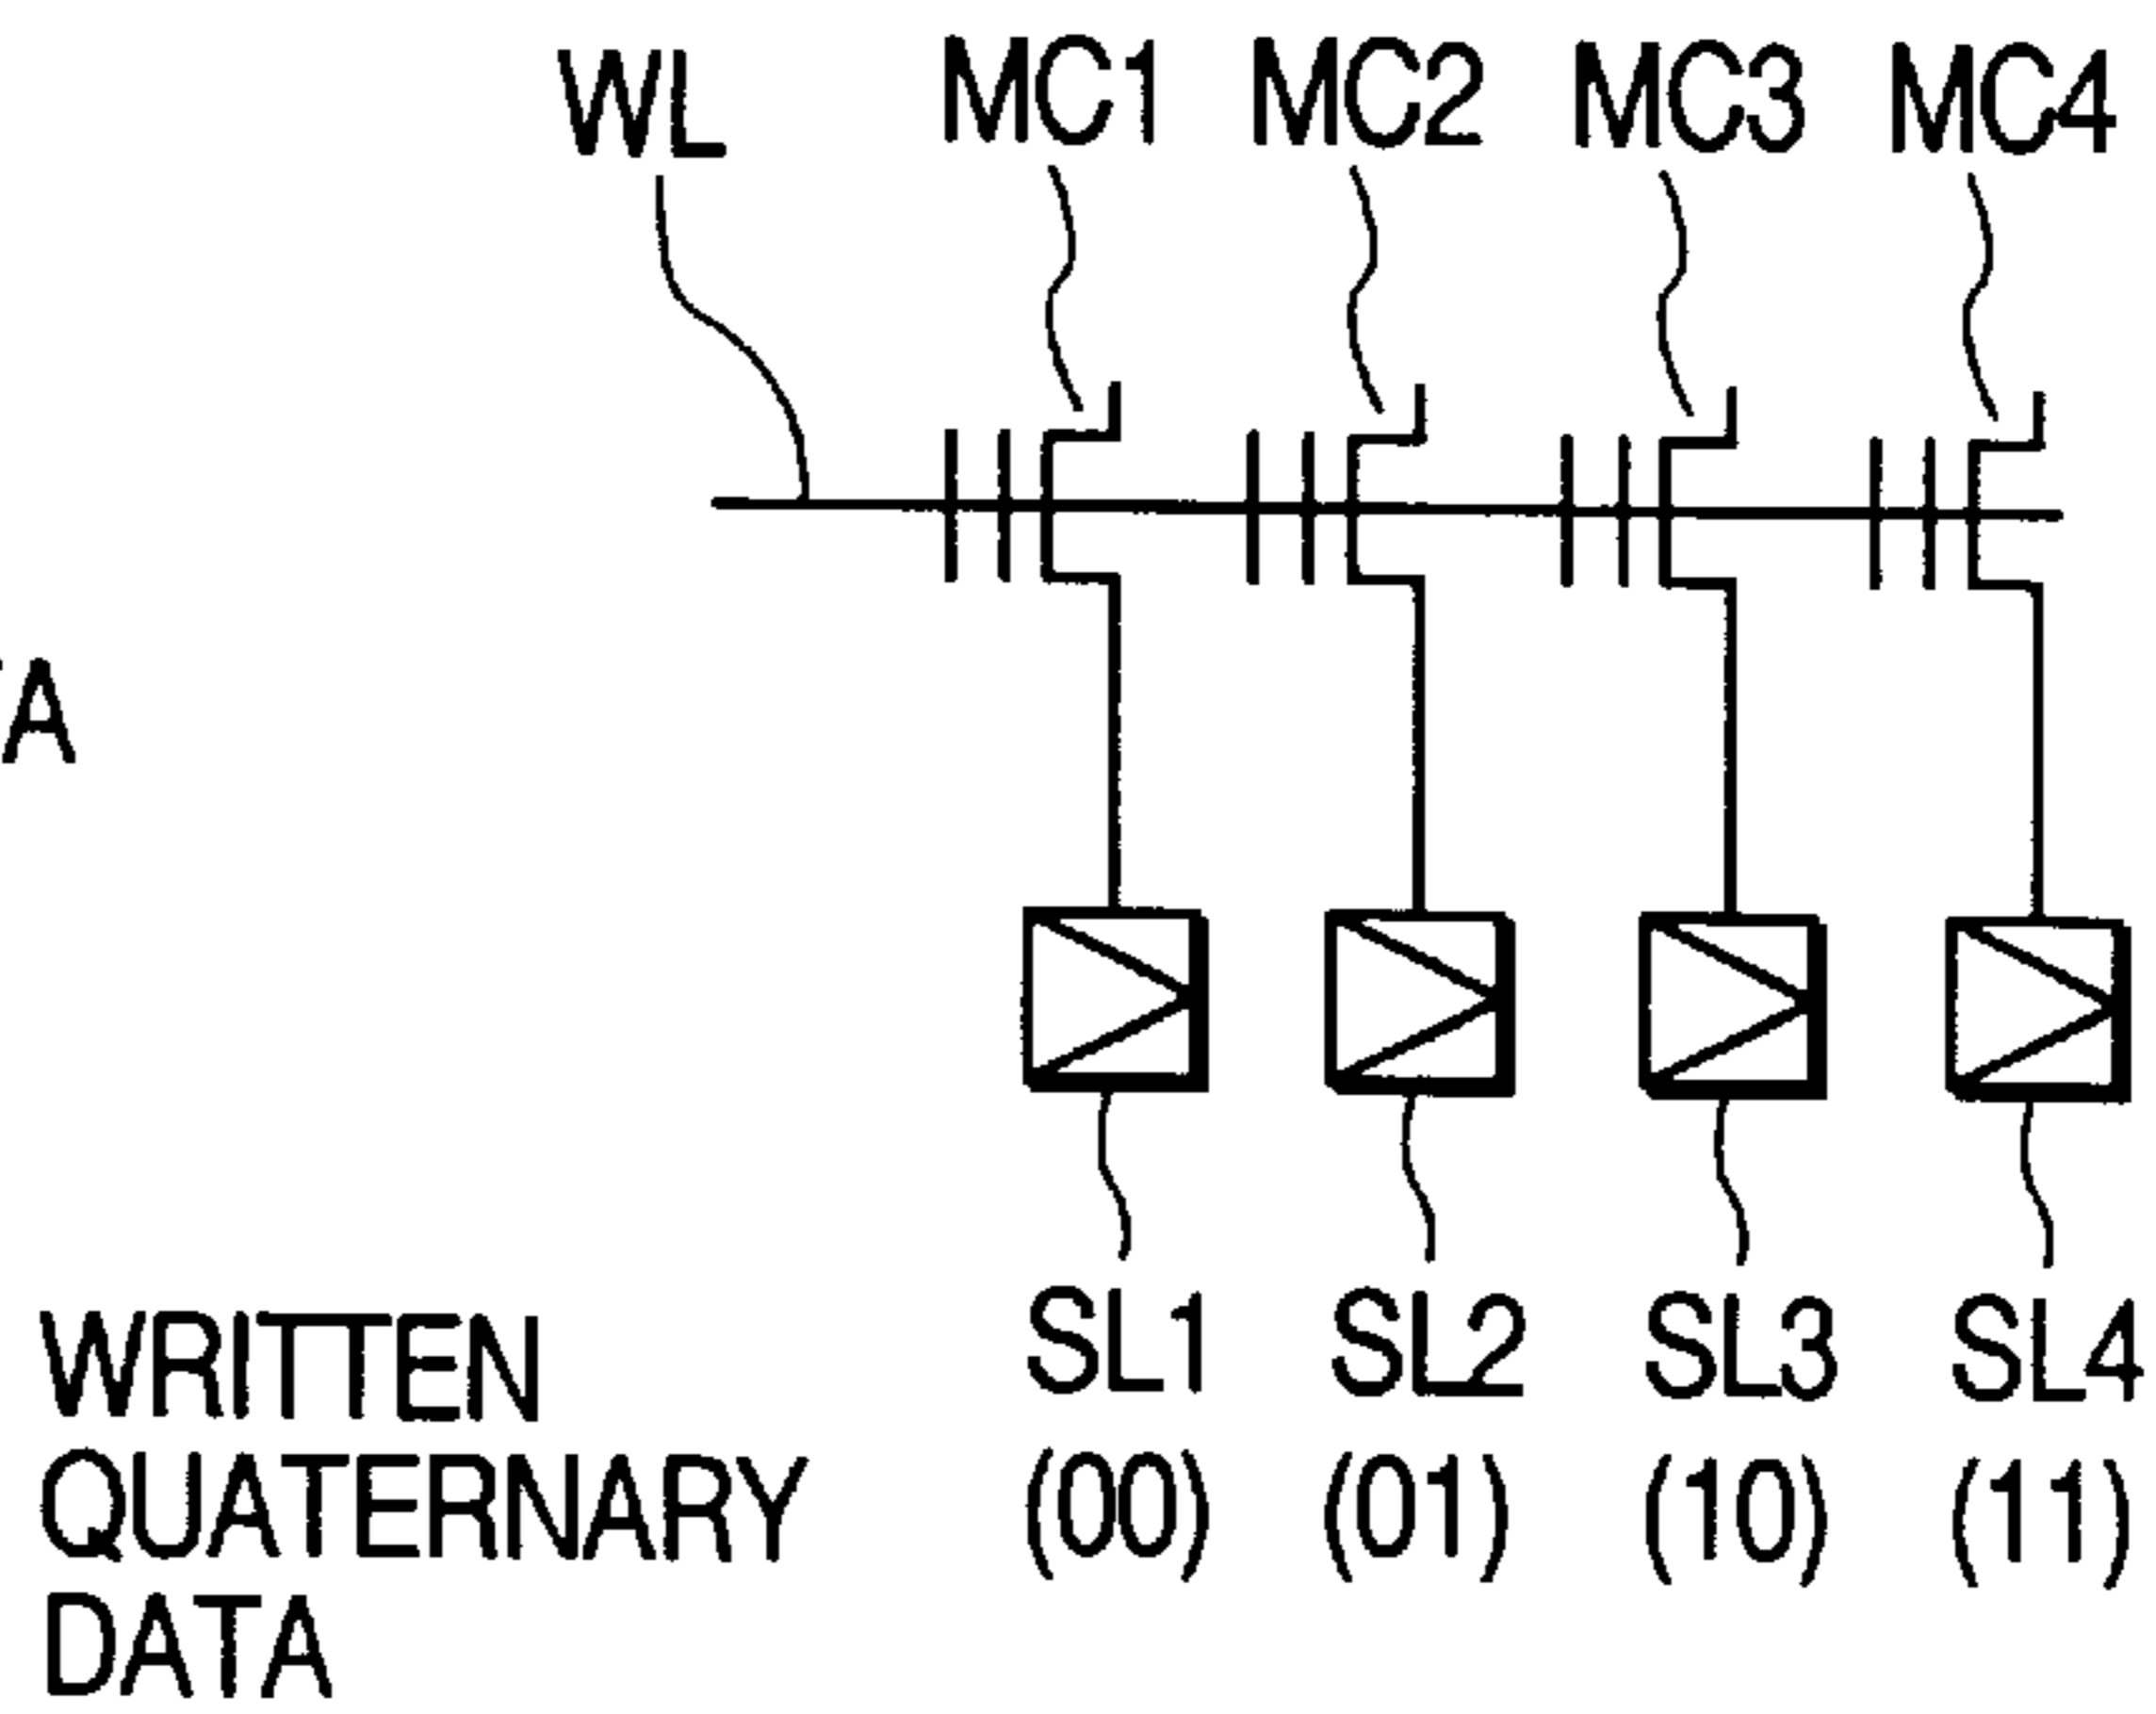 WL MC1 MC2 MC3 MC4
WRITTEN SL1 SL2 SL3 SL4
QUATERNARY (00) (01) (10) (11)
DATA